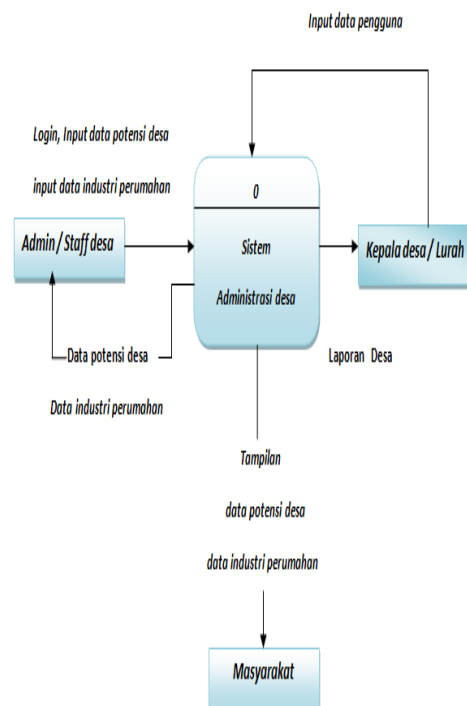 Input data pengguna
Login, Input data potensi desa
input data industri perumahan
0
Admin / Staff desa
Sistem
Administrasi desa
Kepala desa / Lurah
Data potensi desa
Data industri perumahan
Laporan Desa
Tampilan
data potensi desa
data industri perumahan
Masyarakat